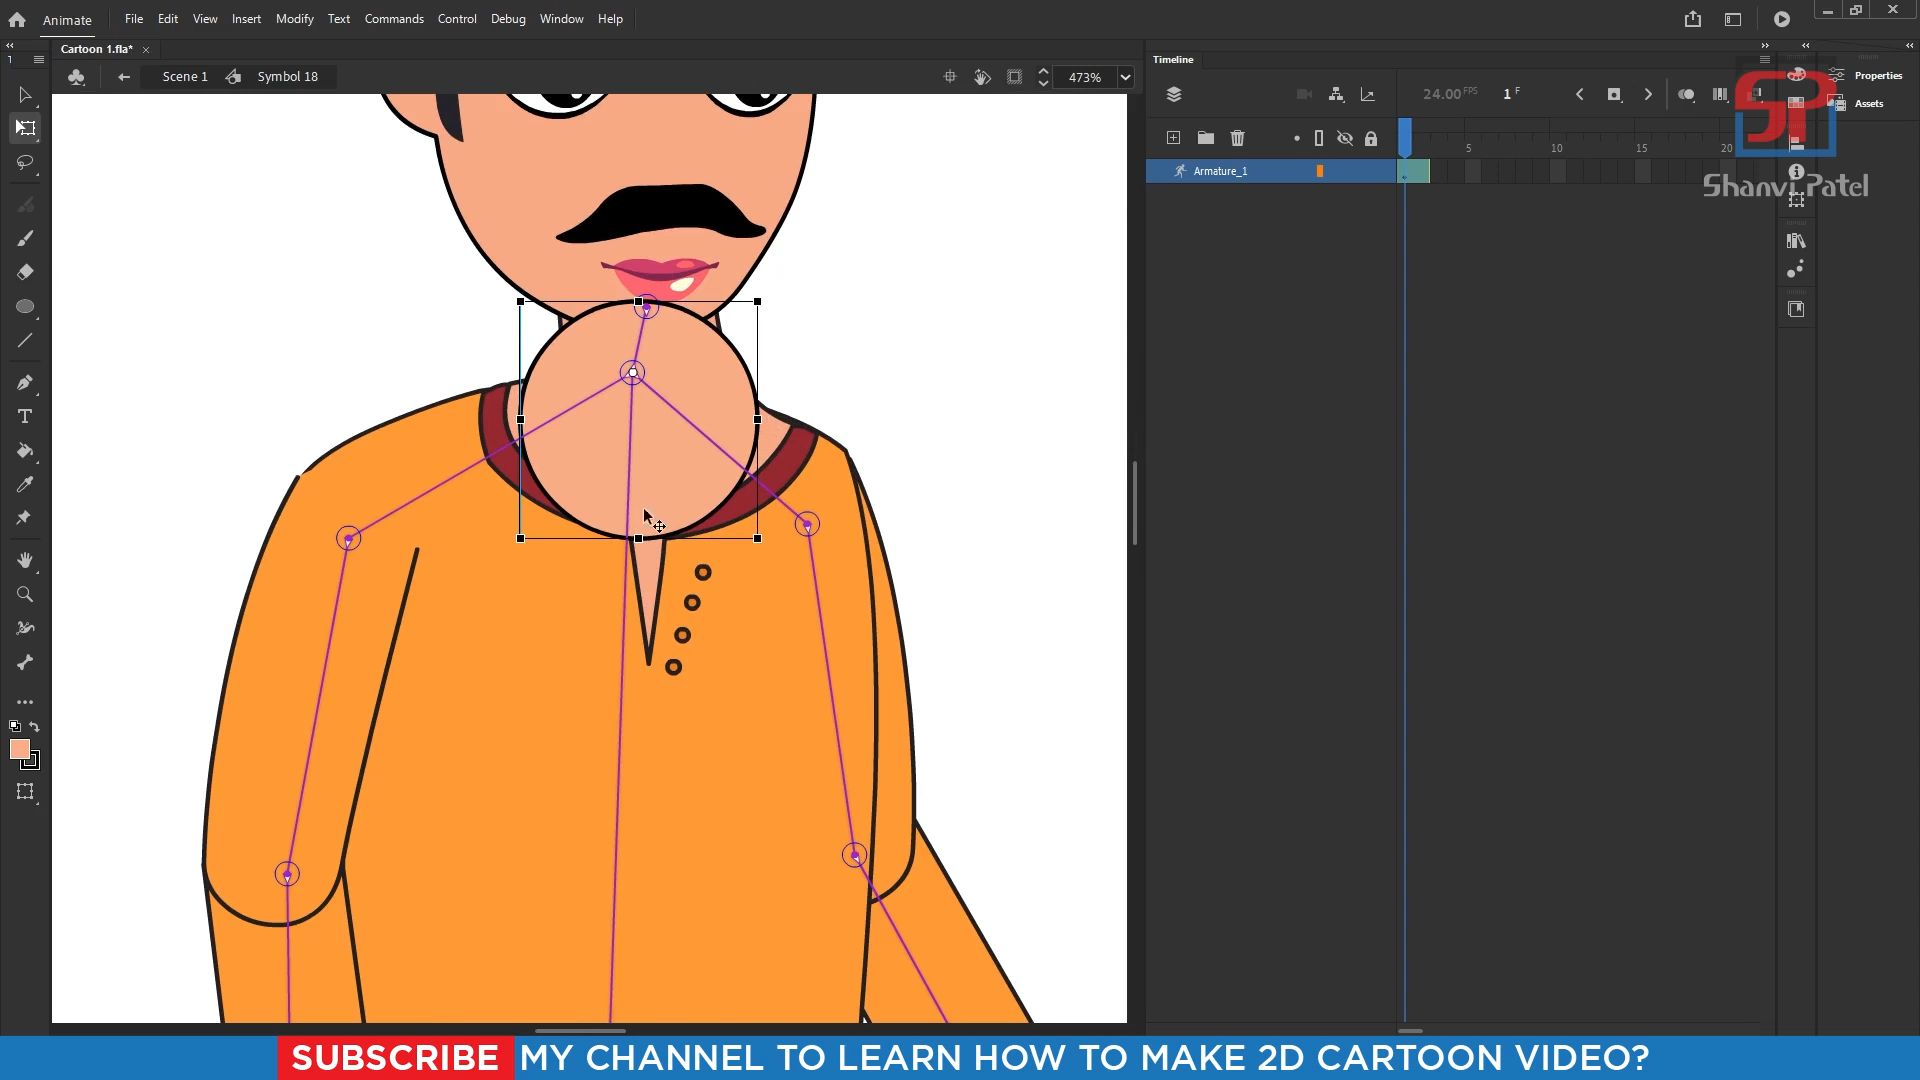 Animate File Edit View Insert Modify Text Commands Control Debug Window Help
Cartoon 1.fla* ×
Timeline
Scene 1 Symbol 18 473%
Properties
Assets
24.00 FPS 1 F
5 10 15 20
Armature_1
Shanvi Patel
SUBSCRIBE MY CHANNEL TO LEARN HOW TO MAKE 2D CARTOON VIDEO?